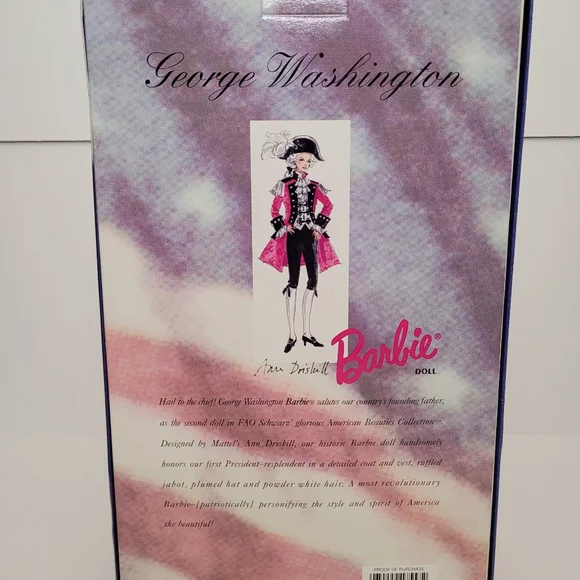 George Washington
Ann Driskill
Barbie®
DOLL
Hail to the chief! George Washington Barbie® salutes our country's founding father,
as the second doll in FAO Schwarz' glorious American Beauties Collection™.
Designed by Mattel's Ann Driskill, our historic Barbie doll handsomely
honors our first President–resplendent in a detailed coat and vest, ruffled
jabot, plumed hat and powder white hair. A most revolutionary
Barbie–[patriotically] personifying the style and spirit of America
the beautiful!
PROOF OF PURCHASE